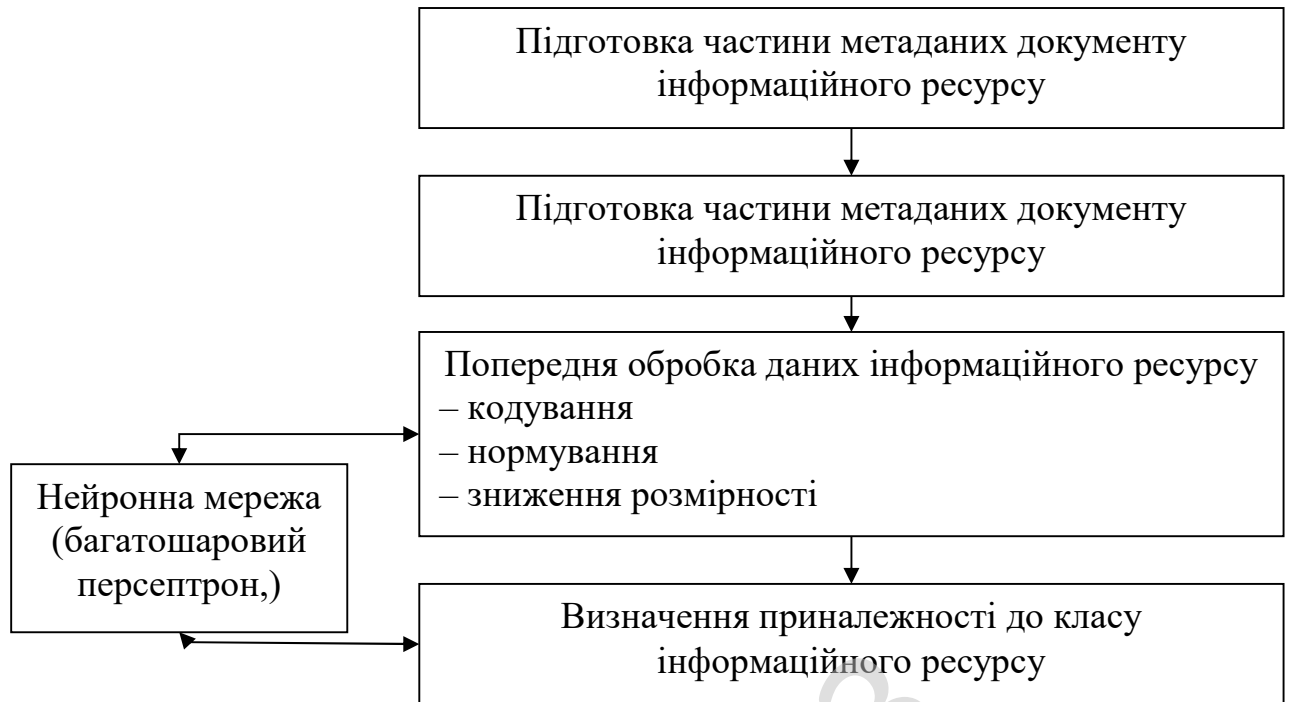 Підготовка частини метаданих документу
інформаційного ресурсу
Підготовка частини метаданих документу
інформаційного ресурсу
Попередня обробка даних інформаційного ресурсу
– кодування
– нормування
– зниження розмірності
Нейронна мережа
(багатошаровий
персептрон,)
Визначення приналежності до класу
інформаційного ресурсу